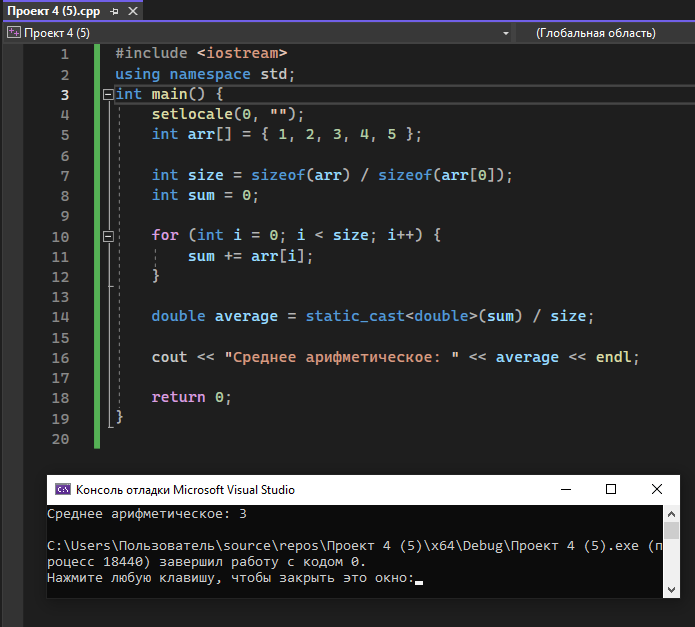 Проект 4 (5).cpp
Проект 4 (5)
(Глобальная область)
1 #include <iostream>
2 using namespace std;
3 int main() {
4 setlocale(0, "");
5 int arr[] = { 1, 2, 3, 4, 5 };
6
7 int size = sizeof(arr) / sizeof(arr[0]);
8 int sum = 0;
9
10 for (int i = 0; i < size; i++) {
11 sum += arr[i];
12 }
13
14 double average = static_cast<double>(sum) / size;
15
16 cout << "Среднее арифметическое: " << average << endl;
17
18 return 0;
19 }
20
Консоль отладки Microsoft Visual Studio
Среднее арифметическое: 3
C:\Users\Пользователь\source\repos\Проект 4 (5)\x64\Debug\Проект 4 (5).exe (п
роцесс 18440) завершил работу с кодом 0.
Нажмите любую клавишу, чтобы закрыть это окно: